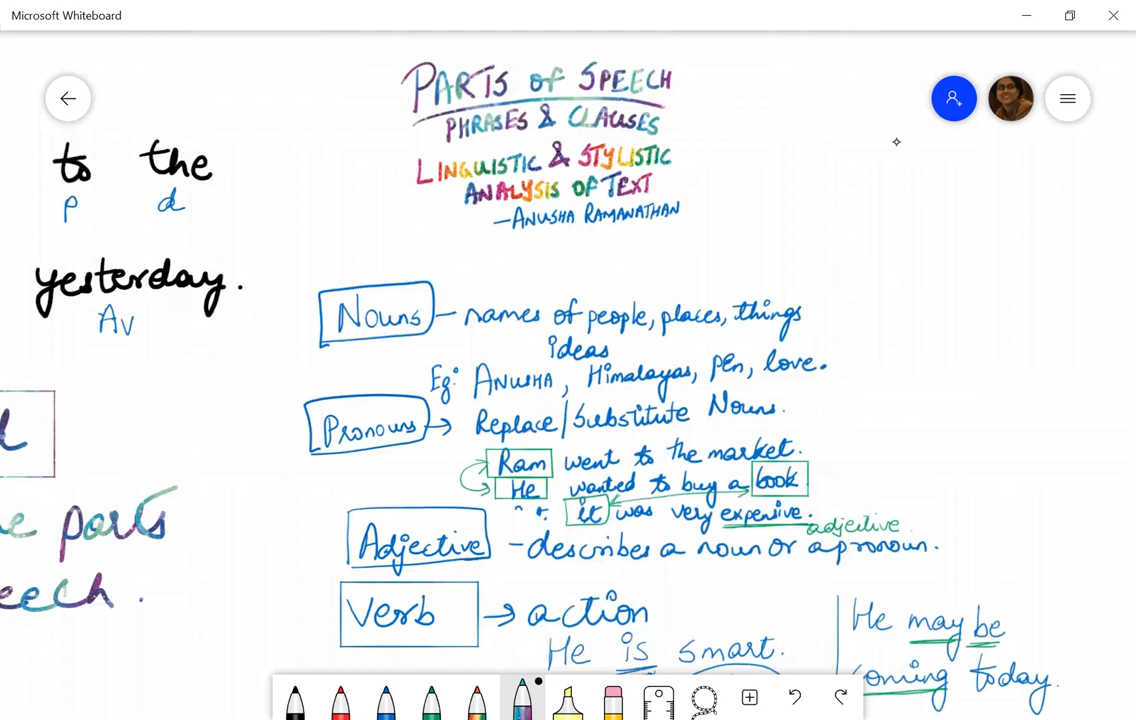 Microsoft Whiteboard
PARTS of SPEECH
PHRASES & CLAUSES
LINGUISTIC & STYLISTIC
ANALYSIS OF TEXT
- ANUSHA RAMANATHAN
to the
p d
yesterday.
Av
Nouns - names of people, places, things
ideas
Eg: ANUSHA, Himalayas, pen, love.
Pronouns → Replace/Substitute Nouns.
Ram went to the market.
He wanted to buy a book
it was very expenive.
adjective
Adjective - describes a noun or a pronoun.
parts
eech.
Verb → action
He is smart.
He may be
coming today.